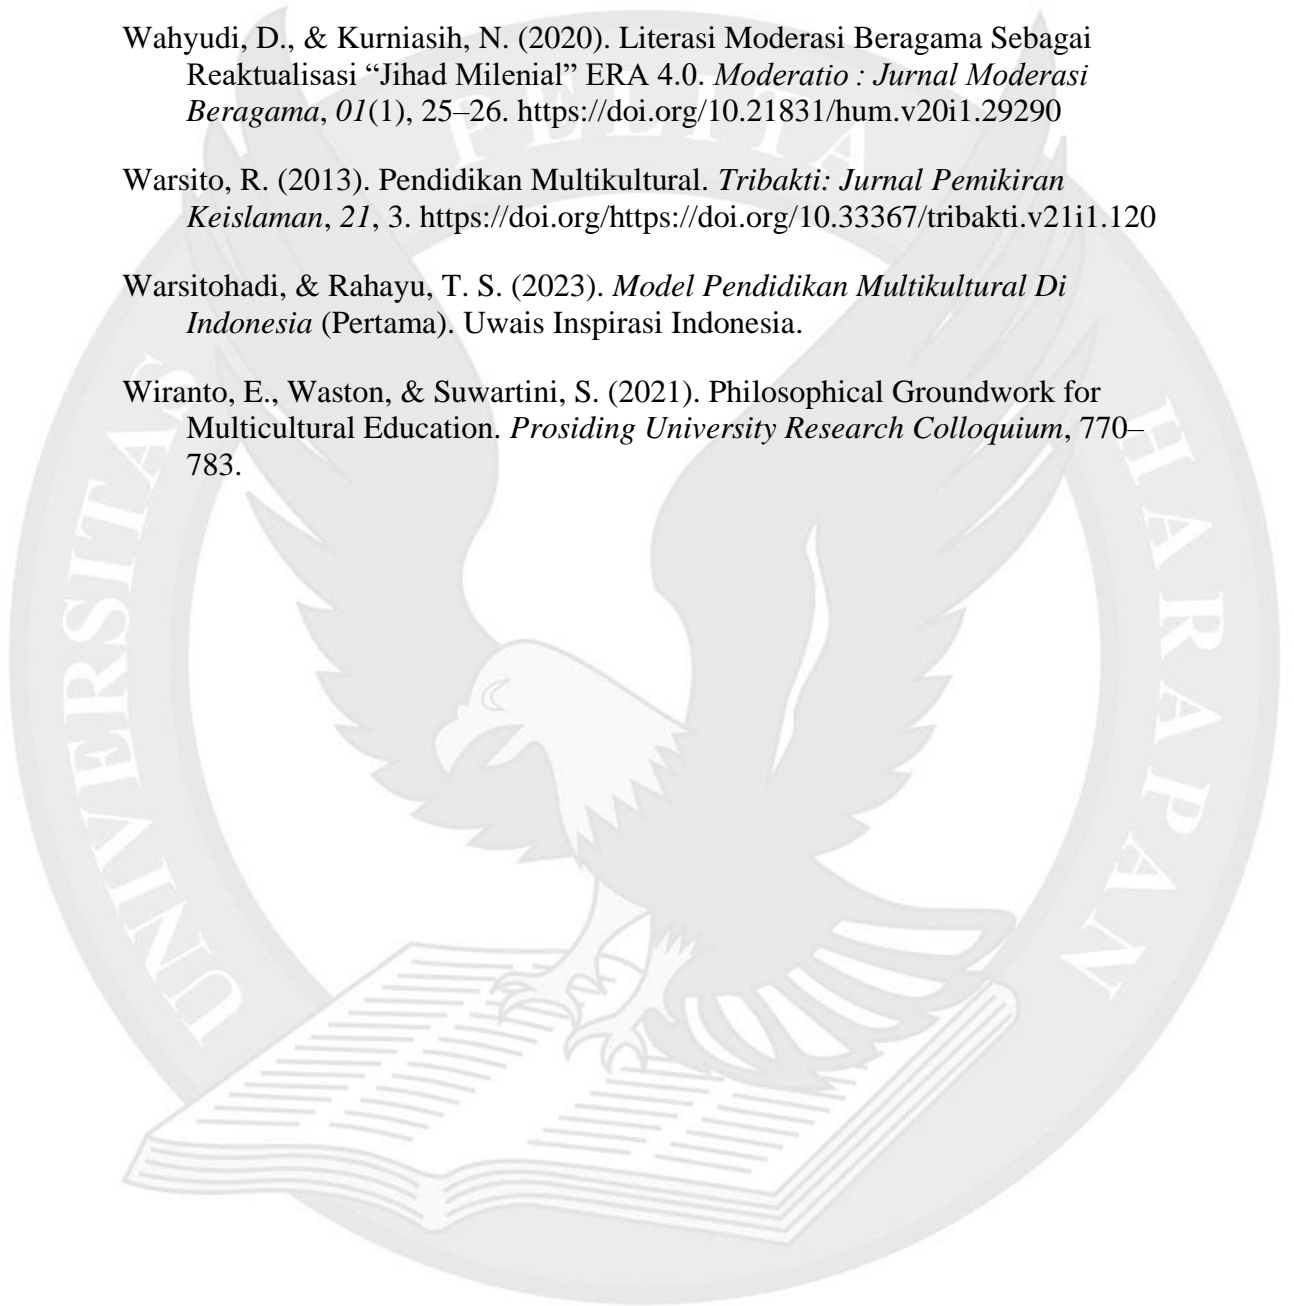 Wahyudi, D., & Kurniasih, N. (2020). Literasi Moderasi Beragama Sebagai
Reaktualisasi “Jihad Milenial” ERA 4.0. Moderatio : Jurnal Moderasi
Beragama, 01(1), 25–26. https://doi.org/10.21831/hum.v20i1.29290
Warsito, R. (2013). Pendidikan Multikultural. Tribakti: Jurnal Pemikiran
Keislaman, 21, 3. https://doi.org/https://doi.org/10.33367/tribakti.v21i1.120
Warsitohadi, & Rahayu, T. S. (2023). Model Pendidikan Multikultural Di
Indonesia (Pertama). Uwais Inspirasi Indonesia.
Wiranto, E., Waston, & Suwartini, S. (2021). Philosophical Groundwork for
Multicultural Education. Prosiding University Research Colloquium, 770–
783.
UNIVERSITAS PELITA HARAPAN